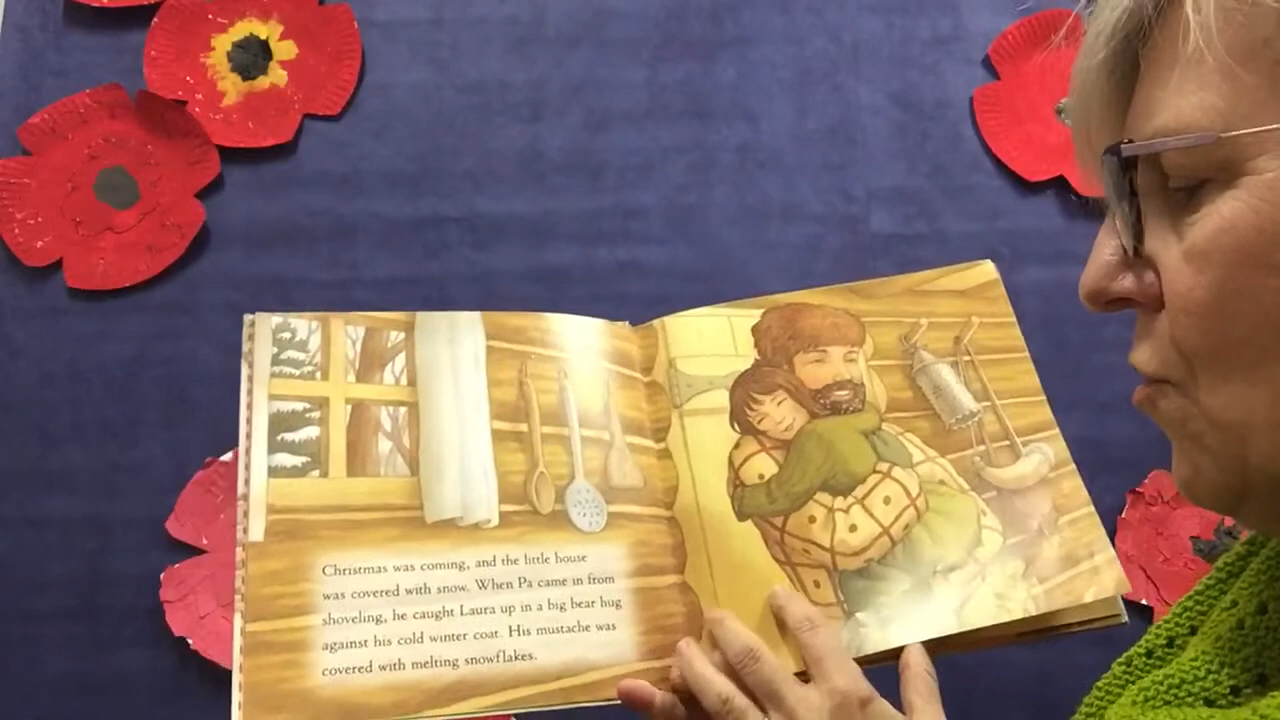 Christmas was coming, and the little house
was covered with snow. When Pa came in from
shoveling, he caught Laura up in a big bear hug
against his cold winter coat. His mustache was
covered with melting snowflakes.